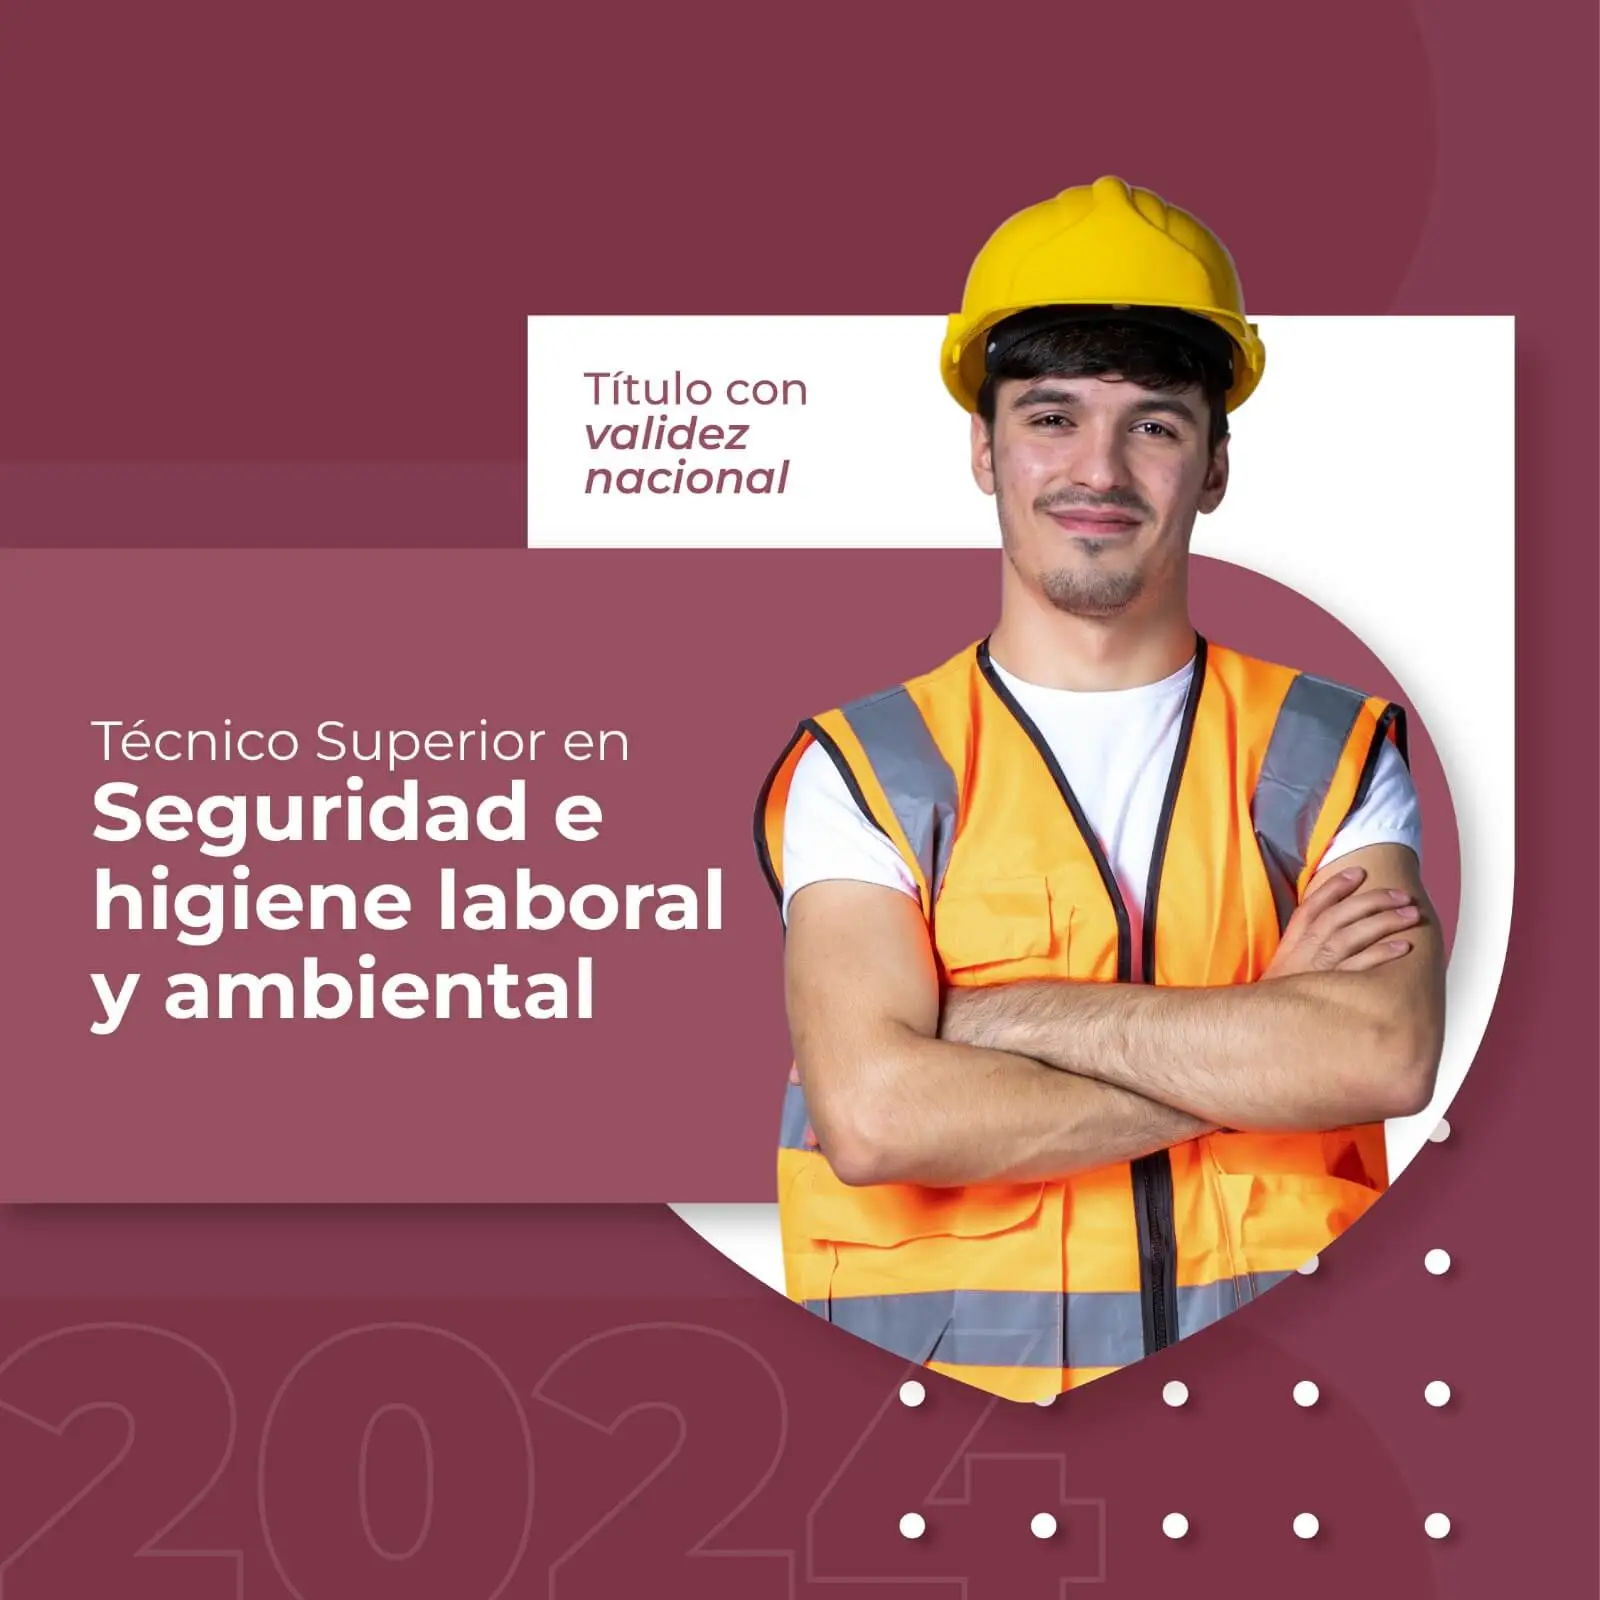 Título con
validez
nacional
Técnico Superior en
Seguridad e
higiene laboral
y ambiental
2024